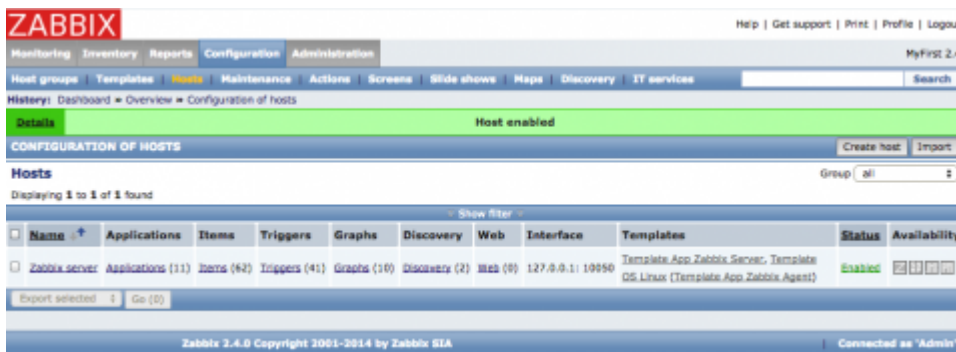 ZABBIX
Help | Get support | Print | Profile | Logou
Monitoring Inventory Reports Configuration Administration MyFirst 2.
Host groups | Templates | Hosts | Maintenance | Actions | Screens | Slide shows | Maps | Discovery | IT services Search
History: Dashboard » Overview » Configuration of hosts
Details Host enabled
CONFIGURATION OF HOSTS Create host Import
Hosts Group all
Displaying 1 to 1 of 1 found
Show filter
Name Applications Items Triggers Graphs Discovery Web Interface Templates Status Availability
Zabbix server Applications (11) Items (62) Triggers (41) Graphs (10) Discovery (2) Web (0) 127.0.0.1: 10050 Template App Zabbix Server, Template Enabled
OS Linux (Template App Zabbix Agent)
Export selected Go (0)
Zabbix 2.4.0 Copyright 2001-2014 by Zabbix SIA Connected as 'Admin'